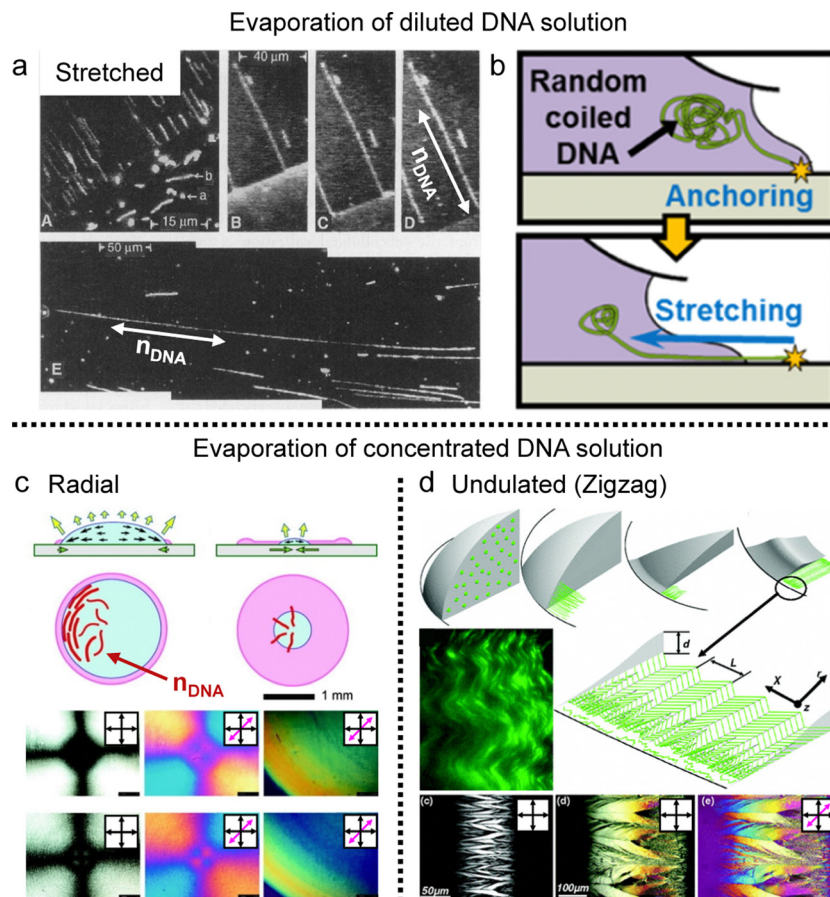 Evaporation of diluted DNA solution
a
Stretched
A
15 μm
b
a
40 μm
B
C
D
nDNA
50 μm
nDNA
E
b
Random
coiled
DNA
Anchoring
Stretching
Evaporation of concentrated DNA solution
c Radial
nDNA
1 mm
d Undulated (Zigzag)
d
L
X
r
z
(c)
50μm
(d)
100μm
(e)